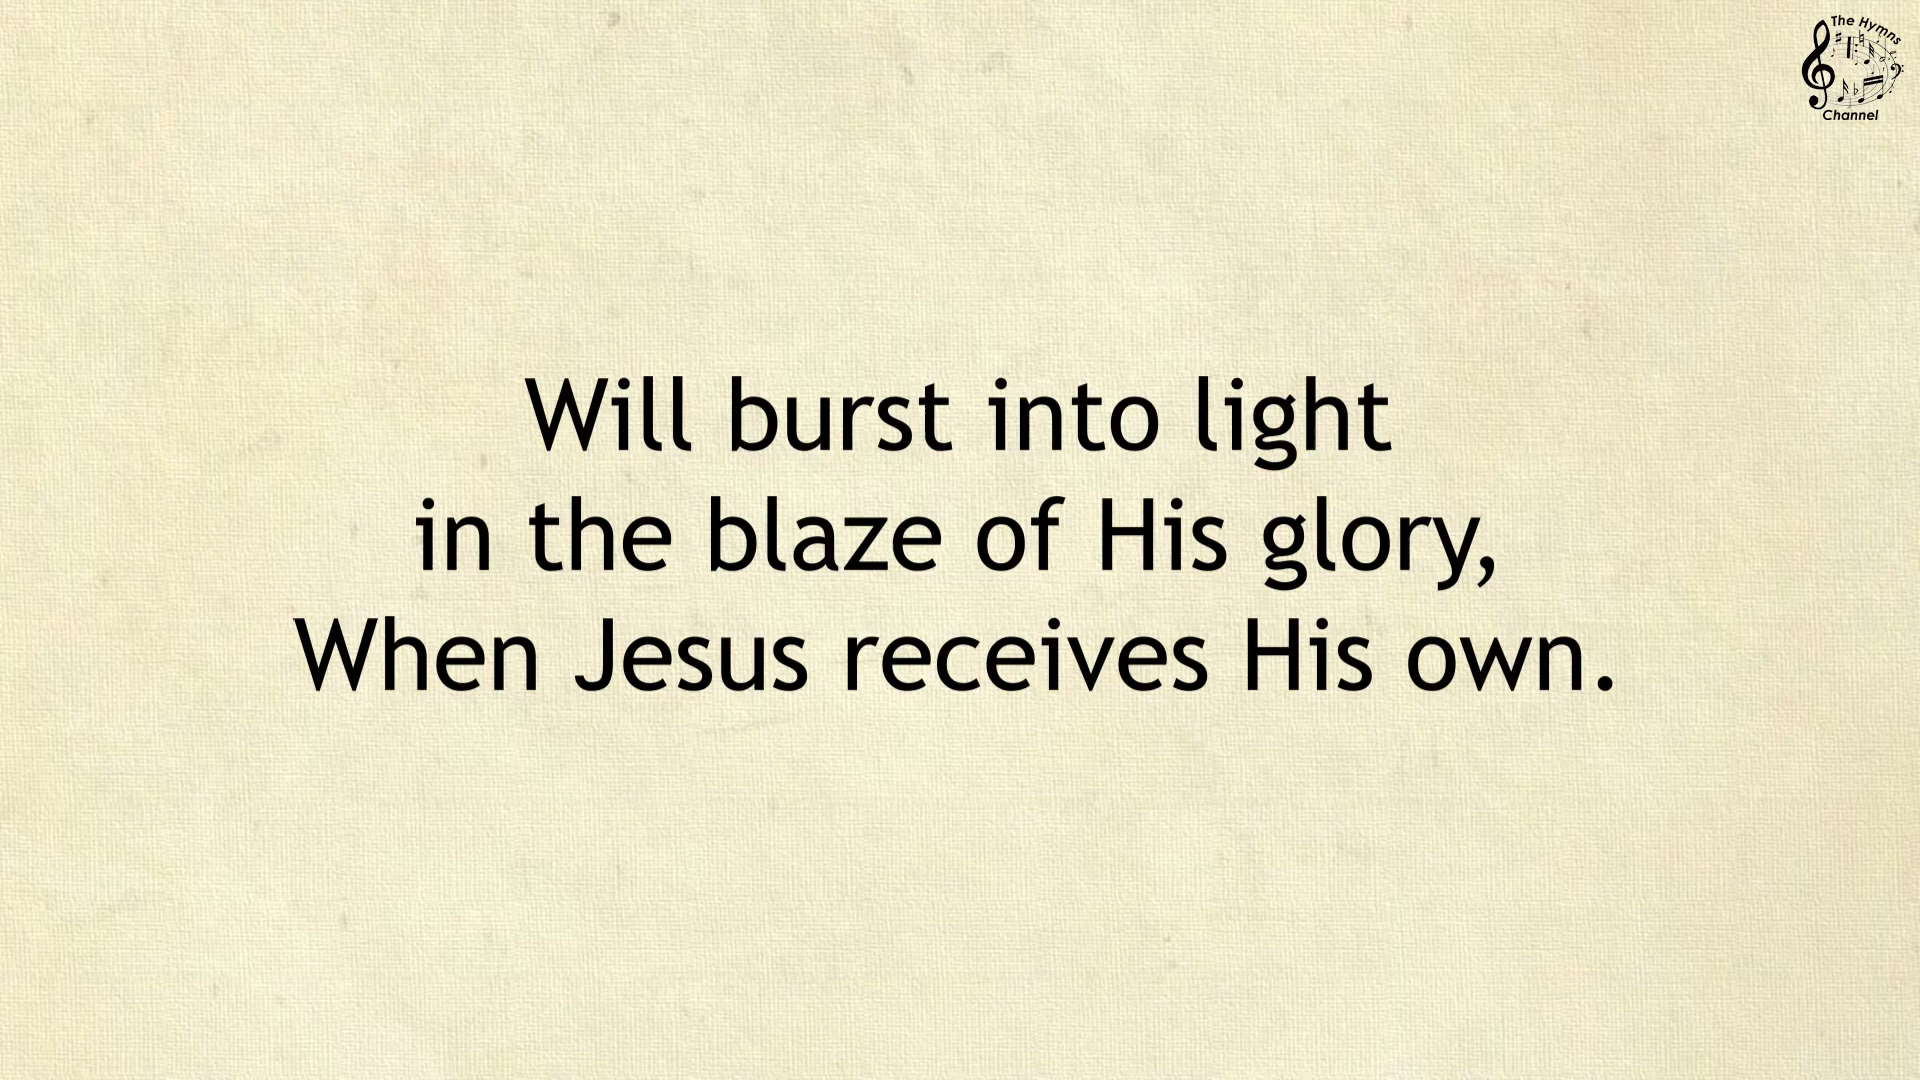 The Hymns
Channel
Will burst into light
in the blaze of His glory,
When Jesus receives His own.